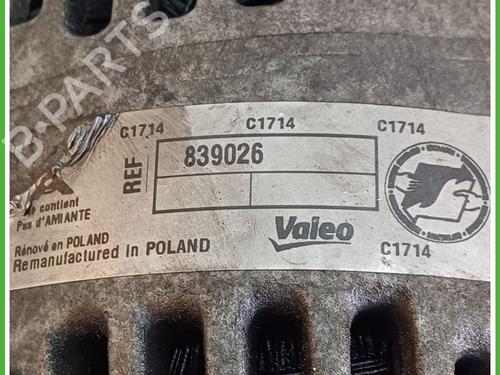 C1714 C1714 C1714
REF 839026
Ne contient
Pas d'AMIANTE
Valeo
Rénové en POLAND
Remanufactured in POLAND
C1714
B-PARTS